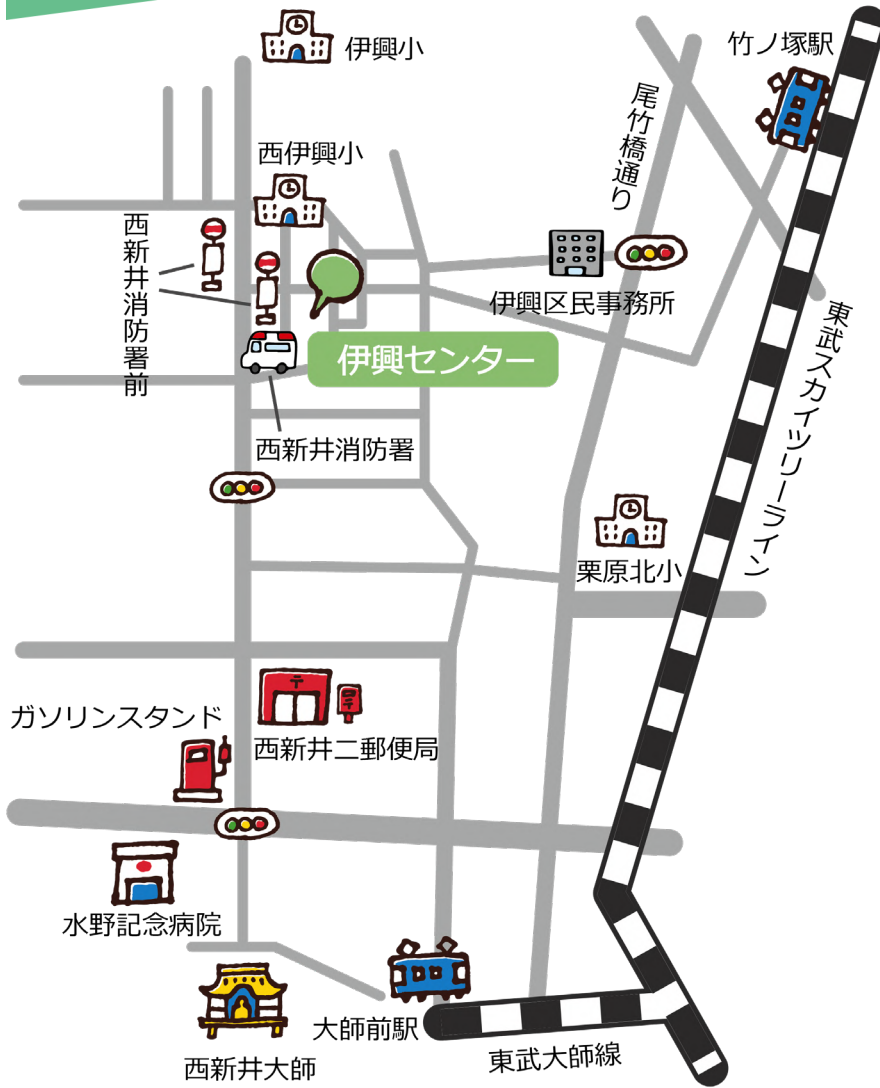 伊興小
竹ノ塚駅
尾竹橋通り
西伊興小
西新井消防署前
伊興区民事務所
東武スカイツリーライン
伊興センター
西新井消防署
栗原北小
ガソリンスタンド
〒
〒
西新井二郵便局
水野記念病院
大師前駅
東武大師線
西新井大師